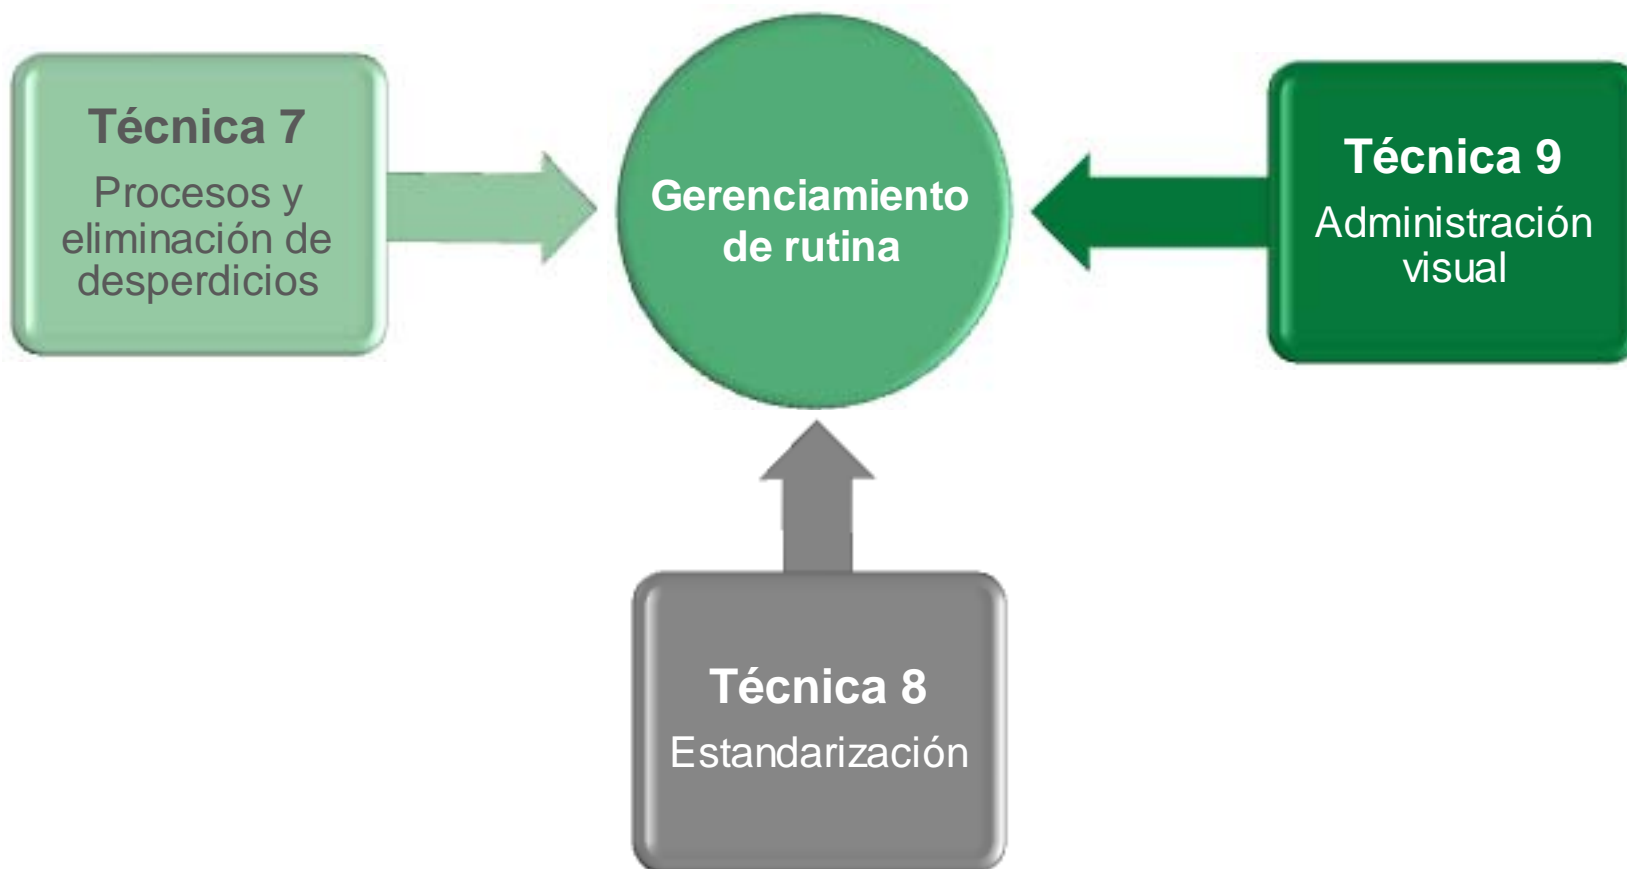 Técnica 7
Procesos y
eliminación de
desperdicios
Gerenciamiento
de rutina
Técnica 9
Administración
visual
Técnica 8
Estandarización